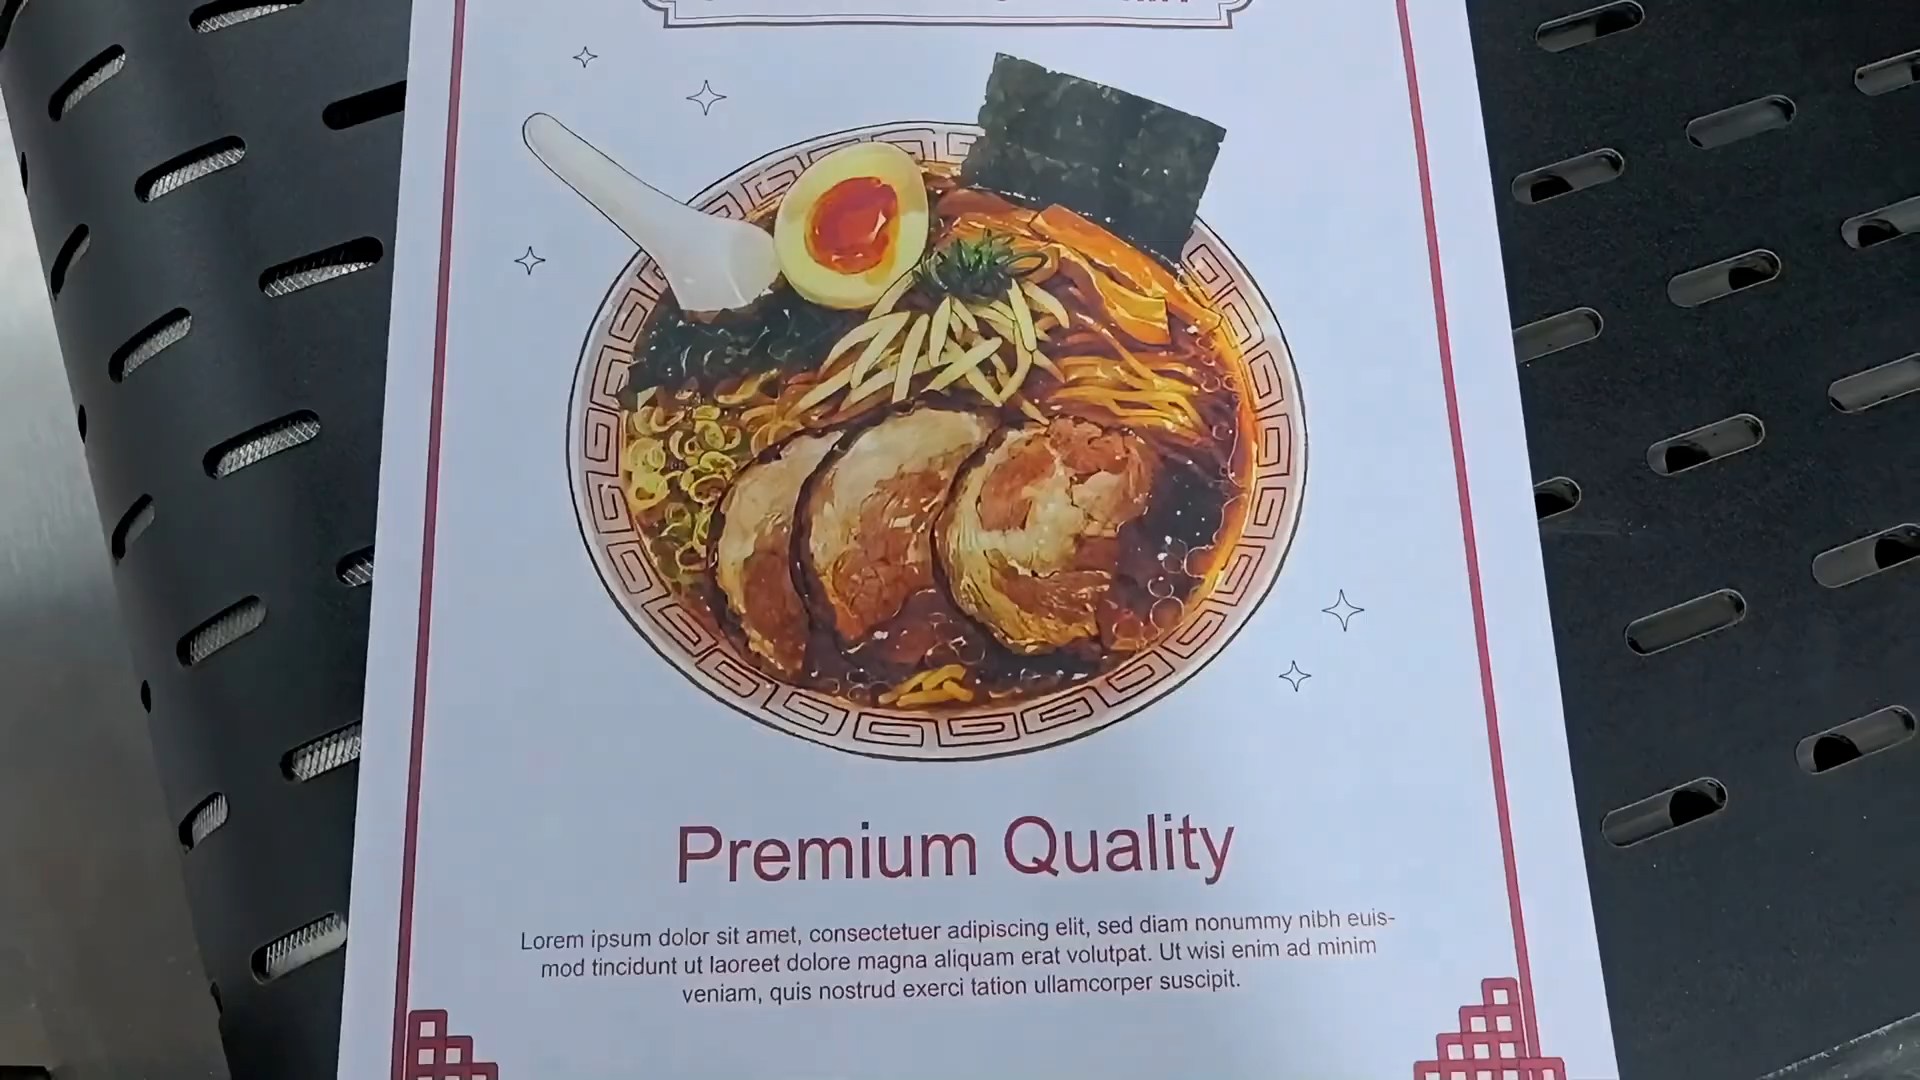 Premium Quality
Lorem ipsum dolor sit amet, consectetuer adipiscing elit, sed diam nonummy nibh euis-
mod tincidunt ut laoreet dolore magna aliquam erat volutpat. Ut wisi enim ad minim
veniam, quis nostrud exerci tation ullamcorper suscipit.